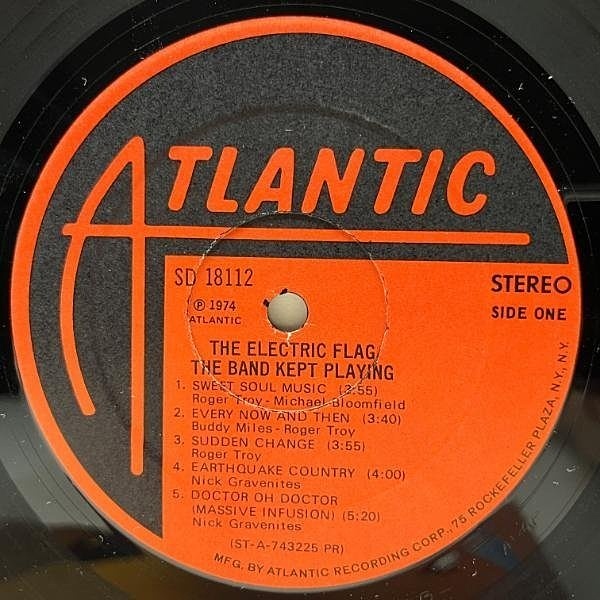 ATLANTIC
SD 18112
STEREO
℗ 1974
ATLANTIC
SIDE ONE
THE ELECTRIC FLAG
THE BAND KEPT PLAYING
1. SWEET SOUL MUSIC (3:55)
Roger Troy - Michael Bloomfield
2. EVERY NOW AND THEN (3:40)
Buddy Miles - Roger Troy
3. SUDDEN CHANGE (3:55)
Roger Troy
4. EARTHQUAKE COUNTRY (4:00)
Nick Gravenites
5. DOCTOR OH DOCTOR
(MASSIVE INFUSION) (5:20)
Nick Gravenites
(ST-A-743225 PR)
MFG. BY ATLANTIC RECORDING CORP., 75 ROCKEFELLER PLAZA, N.Y., N.Y.